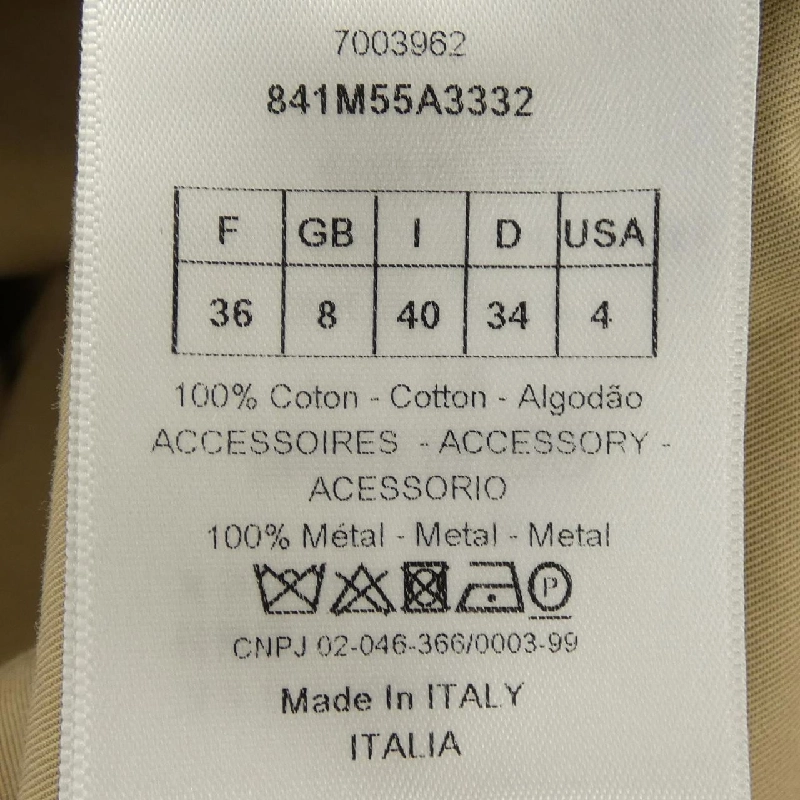 7003962
841M55A3332
F GB I D USA
36 8 40 34 4
100% Coton - Cotton - Algodão
ACCESSOIRES - ACCESSORY -
ACESSORIO
100% Métal - Metal - Metal
P
CNPJ 02-046-366/0003-99
Made In ITALY
ITALIA